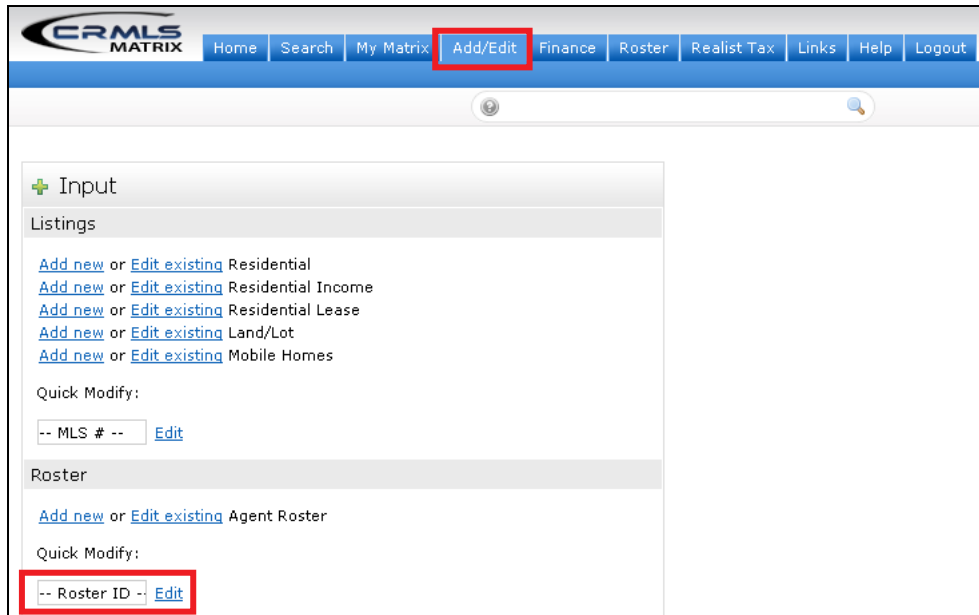 CRMLS
MATRIX
Home Search My Matrix Add/Edit Finance Roster Realist Tax Links Help Logout
Input
Listings
Add new or Edit existing Residential
Add new or Edit existing Residential Income
Add new or Edit existing Residential Lease
Add new or Edit existing Land/Lot
Add new or Edit existing Mobile Homes
Quick Modify:
-- MLS # -- Edit
Roster
Add new or Edit existing Agent Roster
Quick Modify:
-- Roster ID -- Edit